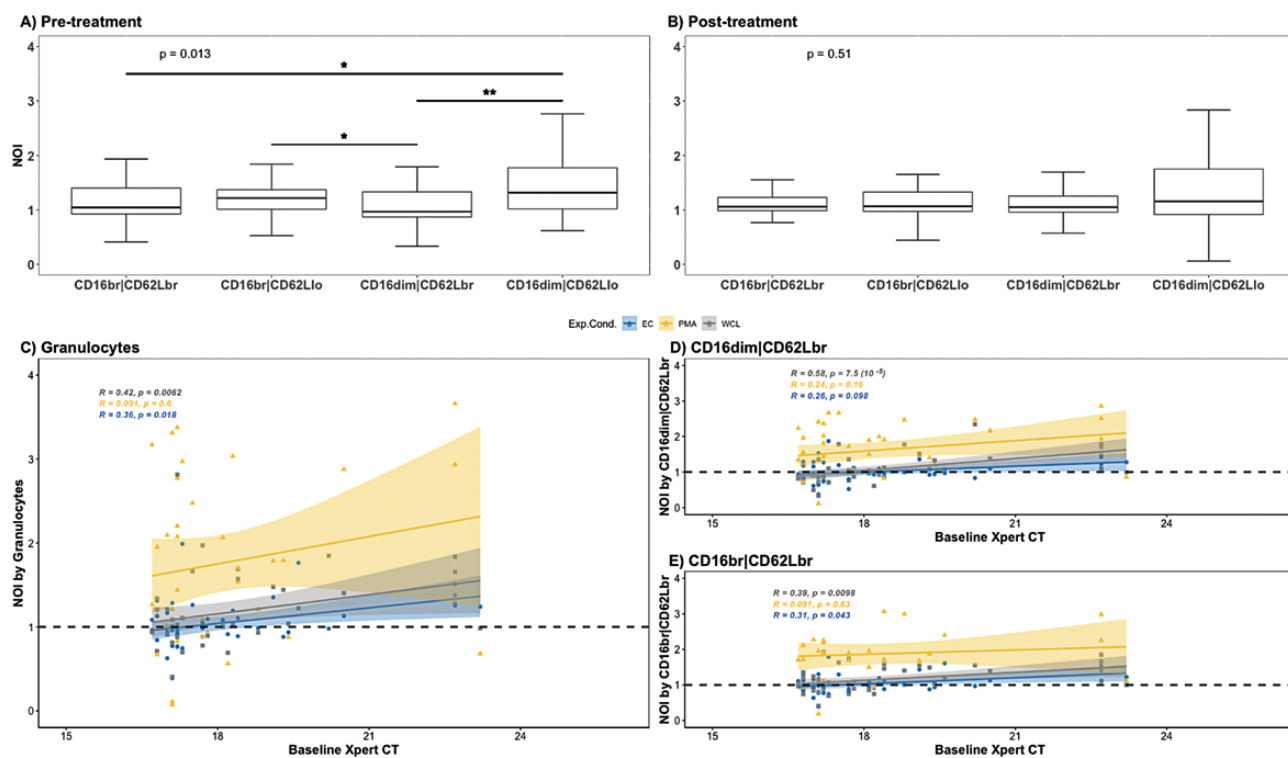 A) Pre-treatment
p = 0.013
*
**
*
NOI
4
3
2
1
0
CD16br|CD62Lbr
CD16br|CD62Llo
CD16dim|CD62Lbr
CD16dim|CD62Llo
B) Post-treatment
p = 0.51
4
3
2
1
0
CD16br|CD62Lbr
CD16br|CD62Llo
CD16dim|CD62Lbr
CD16dim|CD62Llo
Exp.Cond. EC PMA WCL
C) Granulocytes
R = 0.42, p = 0.0062
R = 0.091, p = 0.6
R = 0.36, p = 0.018
NOI by Granulocytes
4
3
2
1
0
15 18 21 24
Baseline Xpert CT
D) CD16dim|CD62Lbr
R = 0.58, p = 7.5 (10⁻⁵)
R = 0.24, p = 0.15
R = 0.26, p = 0.098
NOI by CD16dim|CD62Lbr
4
3
2
1
0
15 18 21 24
Baseline Xpert CT
E) CD16br|CD62Lbr
R = 0.39, p = 0.0098
R = 0.091, p = 0.63
R = 0.31, p = 0.043
NOI by CD16br|CD62Lbr
4
3
2
1
0
15 18 21 24
Baseline Xpert CT